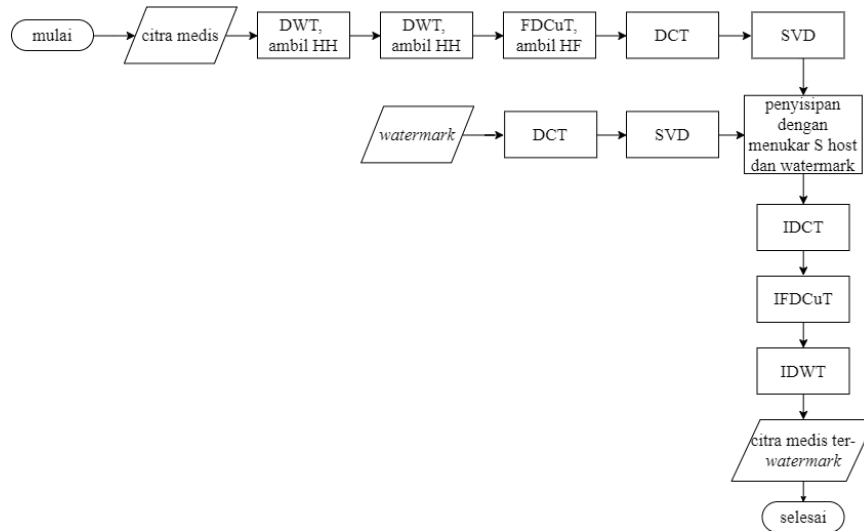 mulai
citra medis
DWT,
ambil HH
DWT,
ambil HH
FDCuT,
ambil HF
DCT
SVD
watermark
DCT
SVD
penyisipan
dengan
menukar S host
dan watermark
IDCT
IFDCuT
IDWT
citra medis ter-
watermark
selesai